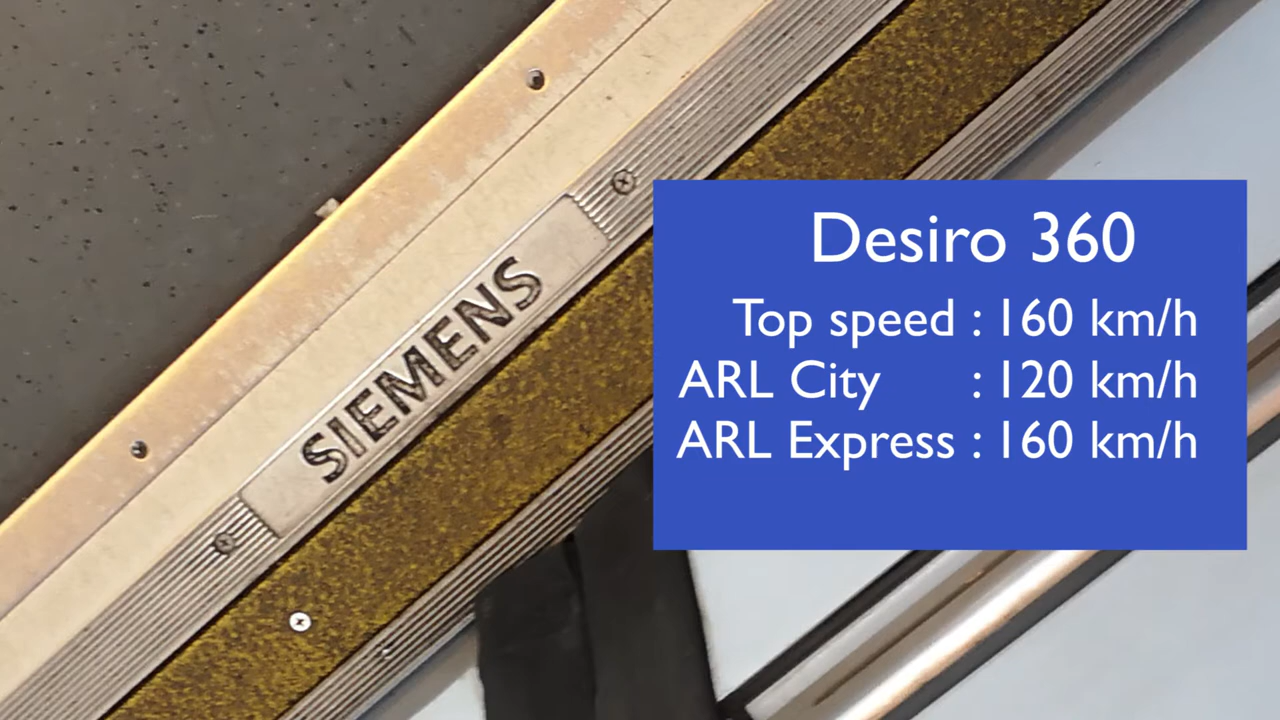 SIEMENS
Desiro 360
Top speed : 160 km/h
ARL City : 120 km/h
ARL Express : 160 km/h